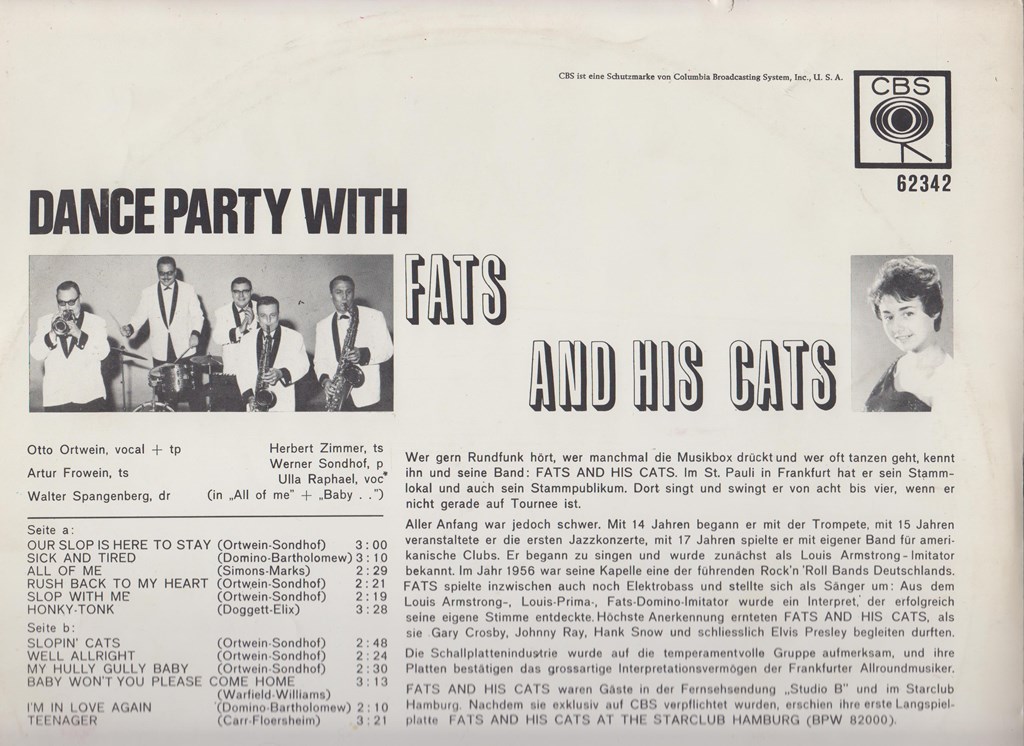 CBS ist eine Schutzmarke von Columbia Broadcasting System, Inc., U. S. A.
CBS
62342
DANCE PARTY WITH
FATS
AND HIS CATS
Otto Ortwein, vocal + tp
Artur Frowein, ts
Walter Spangenberg, dr
Herbert Zimmer, ts
Werner Sondhof, p
Ulla Raphael, voc*
(in „All of me" + „Baby . .")
Seite a:
OUR SLOP IS HERE TO STAY (Ortwein-Sondhof) 3:00
SICK AND TIRED (Domino-Bartholomew) 3:10
ALL OF ME (Simons-Marks) 2:29
RUSH BACK TO MY HEART (Ortwein-Sondhof) 2:21
SLOP WITH ME (Ortwein-Sondhof) 2:19
HONKY-TONK (Doggett-Elix) 3:28
Seite b:
SLOPIN' CATS (Ortwein-Sondhof) 2:48
WELL ALLRIGHT (Ortwein-Sondhof) 2:24
MY HULLY GULLY BABY (Ortwein-Sondhof) 2:30
BABY WON'T YOU PLEASE COME HOME 3:13
(Warfield-Williams)
I'M IN LOVE AGAIN (Domino-Bartholomew) 2:10
TEENAGER (Carr-Floersheim) 3:21
Wer gern Rundfunk hört, wer manchmal die Musikbox drückt und wer oft tanzen geht, kennt
ihn und seine Band: FATS AND HIS CATS. Im St. Pauli in Frankfurt hat er sein Stamm-
lokal und auch sein Stammpublikum. Dort singt und swingt er von acht bis vier, wenn er
nicht gerade auf Tournee ist.
Aller Anfang war jedoch schwer. Mit 14 Jahren begann er mit der Trompete, mit 15 Jahren
veranstaltete er die ersten Jazzkonzerte, mit 17 Jahren spielte er mit eigener Band für ameri-
kanische Clubs. Er begann zu singen und wurde zunächst als Louis Armstrong-Imitator
bekannt. Im Jahr 1956 war seine Kapelle eine der führenden Rock'n'Roll Bands Deutschlands.
FATS spielte inzwischen auch noch Elektrobass und stellte sich als Sänger um: Aus dem
Louis Armstrong-, Louis-Prima-, Fats-Domino-Imitator wurde ein Interpret, der erfolgreich
seine eigene Stimme entdeckte. Höchste Anerkennung ernteten FATS AND HIS CATS, als
sie Gary Crosby, Johnny Ray, Hank Snow und schliesslich Elvis Presley begleiten durften.
Die Schallplattenindustrie wurde auf die temperamentvolle Gruppe aufmerksam, und ihre
Platten bestätigen das grossartige Interpretationsvermögen der Frankfurter Allroundmusiker.
FATS AND HIS CATS waren Gäste in der Fernsehsendung „Studio B" und im Starclub
Hamburg. Nachdem sie exklusiv auf CBS verpflichtet wurden, erschien ihre erste Langspiel-
platte FATS AND HIS CATS AT THE STARCLUB HAMBURG (BPW 82000).